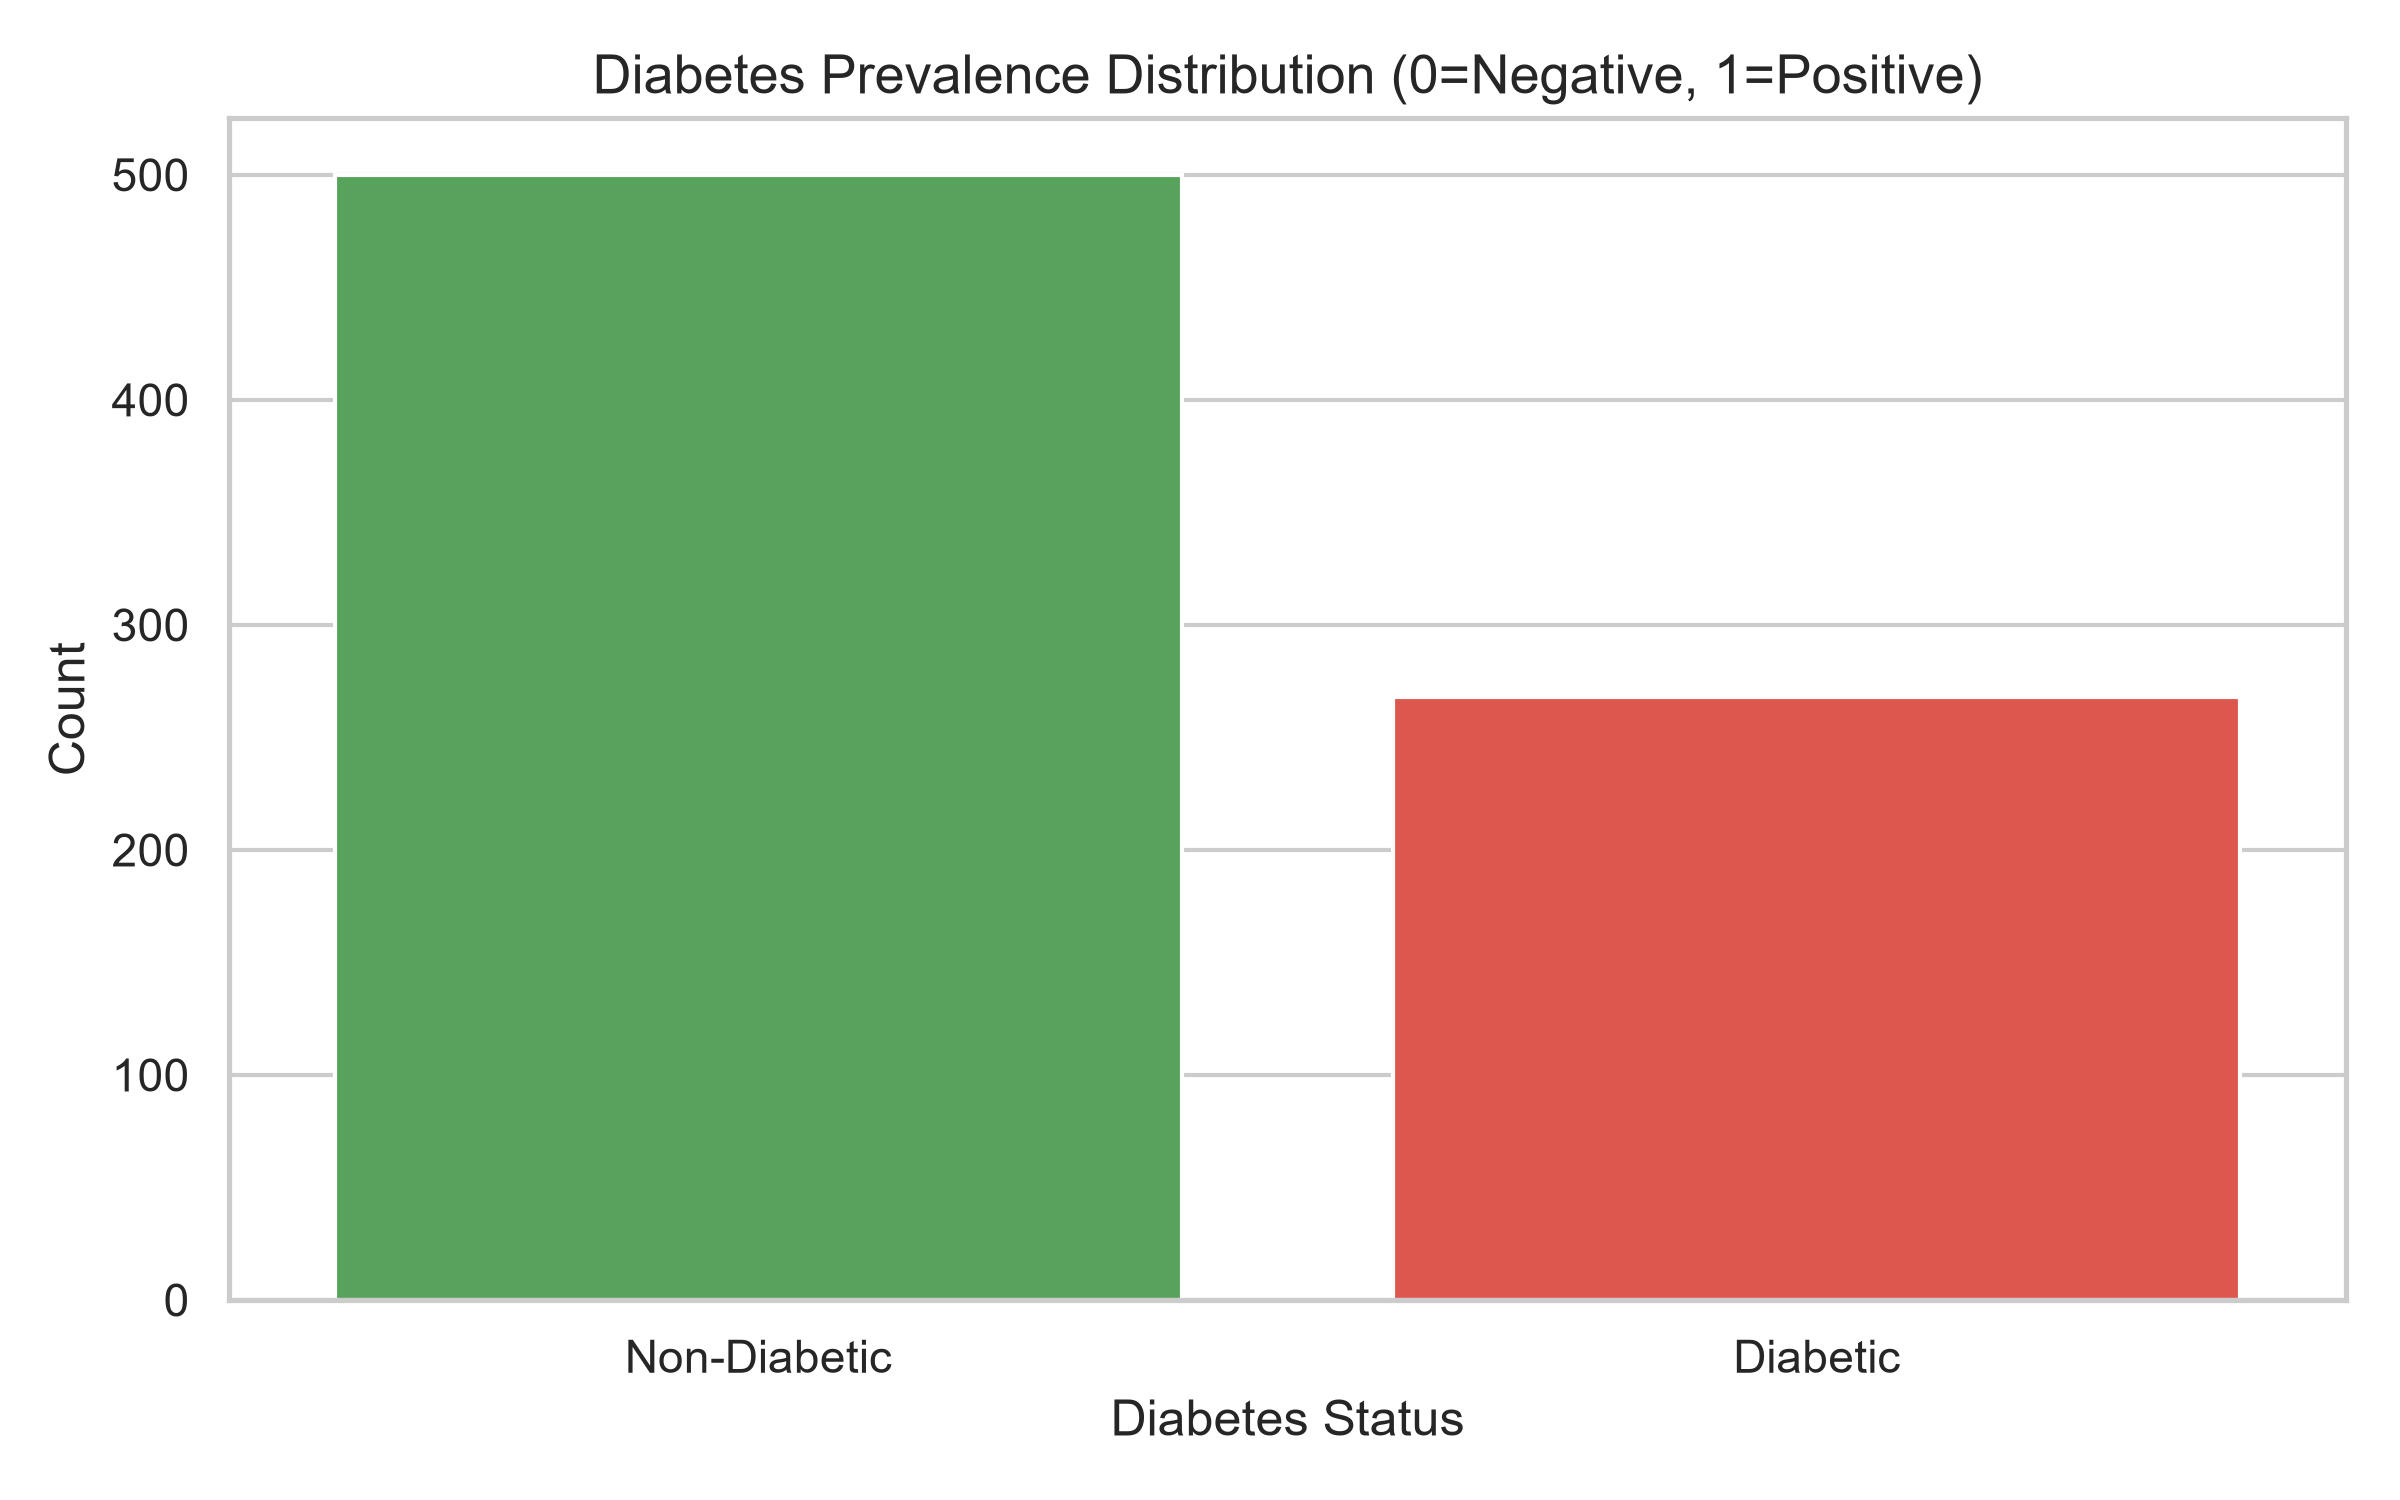 Diabetes Prevalence Distribution (0=Negative, 1=Positive)
500
400
300
200
100
0
Count
Non-Diabetic
Diabetic
Diabetes Status